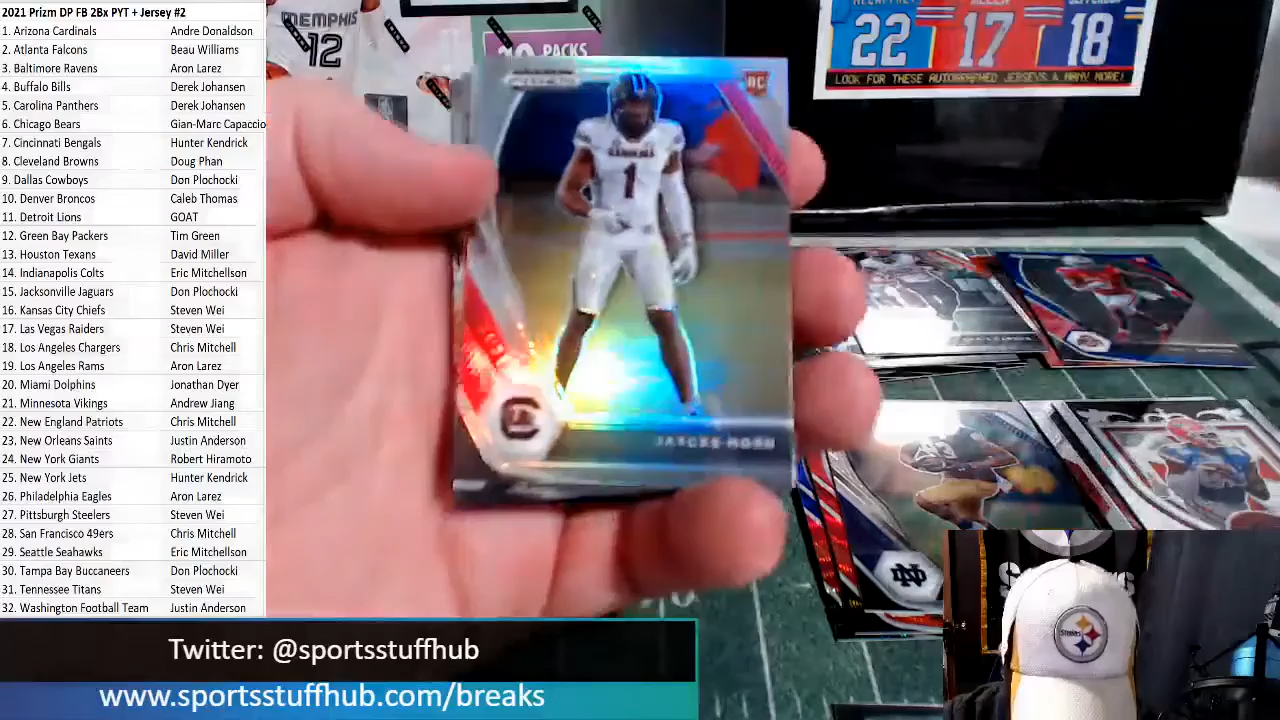 2021 Prizm DP FB 2Bx PYT + Jersey #2
1. Arizona Cardinals Andre Donaldson
2. Atlanta Falcons Beau Williams
3. Baltimore Ravens Aron Larez
4. Buffalo Bills Derek Johansen
5. Carolina Panthers Derek Johansen
6. Chicago Bears Gian-Marc Capaccio
7. Cincinnati Bengals Hunter Kendrick
8. Cleveland Browns Doug Phan
9. Dallas Cowboys Don Plochocki
10. Denver Broncos Caleb Thomas
11. Detroit Lions GOAT
12. Green Bay Packers Tim Green
13. Houston Texans David Miller
14. Indianapolis Colts Eric Mitchellson
15. Jacksonville Jaguars Don Plochocki
16. Kansas City Chiefs Steven Wei
17. Las Vegas Raiders Steven Wei
18. Los Angeles Chargers Chris Mitchell
19. Los Angeles Rams Aron Larez
20. Miami Dolphins Jonathan Dyer
21. Minnesota Vikings Andrew Jiang
22. New England Patriots Chris Mitchell
23. New Orleans Saints Justin Anderson
24. New York Giants Robert Hiramoto
25. New York Jets Hunter Kendrick
26. Philadelphia Eagles Aron Larez
27. Pittsburgh Steelers Steven Wei
28. San Francisco 49ers Chris Mitchell
29. Seattle Seahawks Eric Mitchellson
30. Tampa Bay Buccaneers Don Plochocki
31. Tennessee Titans Steven Wei
32. Washington Football Team Justin Anderson
MEMPHIS
12
PACKS
22 17 18
LOOK FOR THESE AUTOGRAPHED JERSEYS & MANY MORE!
RC
1
Twitter: @sportsstuffhub
www.sportsstuffhub.com/breaks